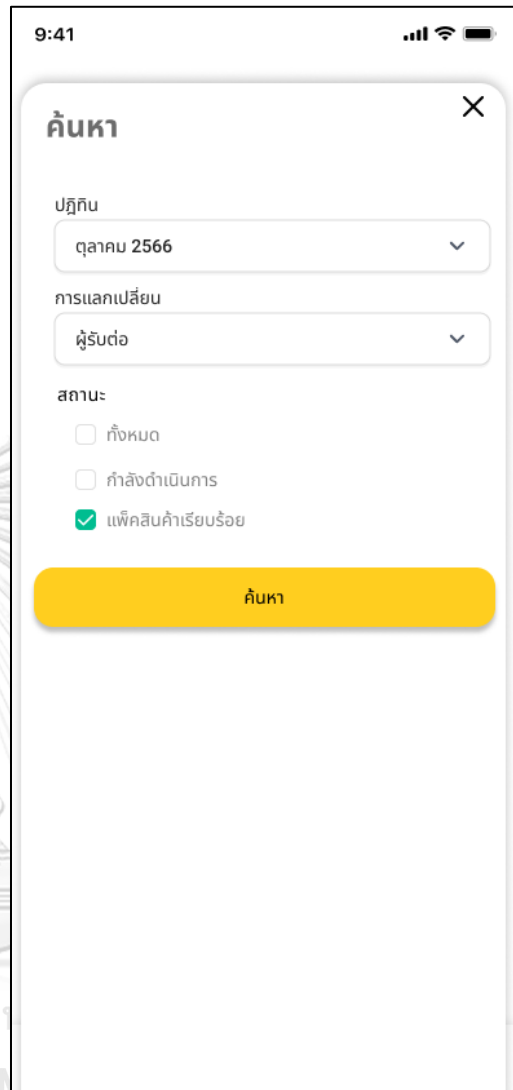 9:41
ค้นหา
ปฎิทิน
ตุลาคม 2566
การแลกเปลี่ยน
ผู้รับต่อ
สถานะ
ทั้งหมด
กำลังดำเนินการ
แพ็คสินค้าเรียบร้อย
ค้นหา